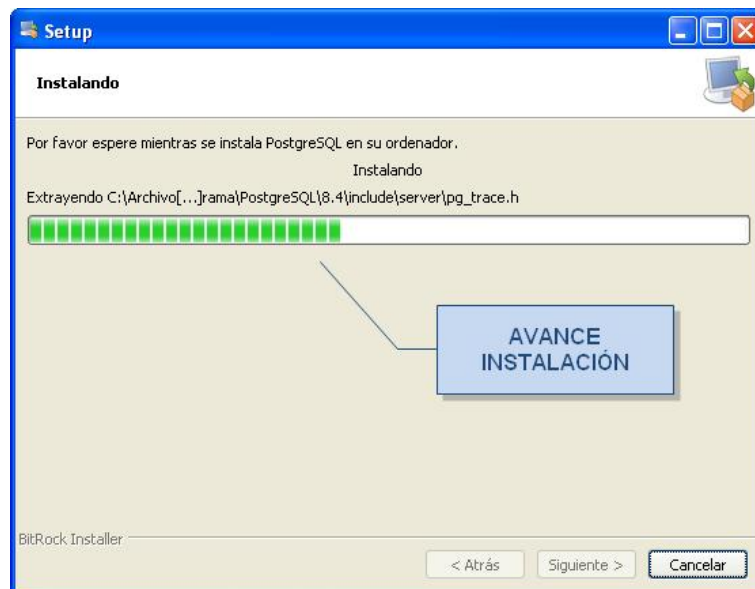 Setup
Instalando
Por favor espere mientras se instala PostgreSQL en su ordenador.
Instalando
Extrayendo C:\Archivo[...]rama\PostgreSQL\8.4\include\server\pg_trace.h
AVANCE
INSTALACIÓN
BitRock Installer
< Atrás Siguiente > Cancelar